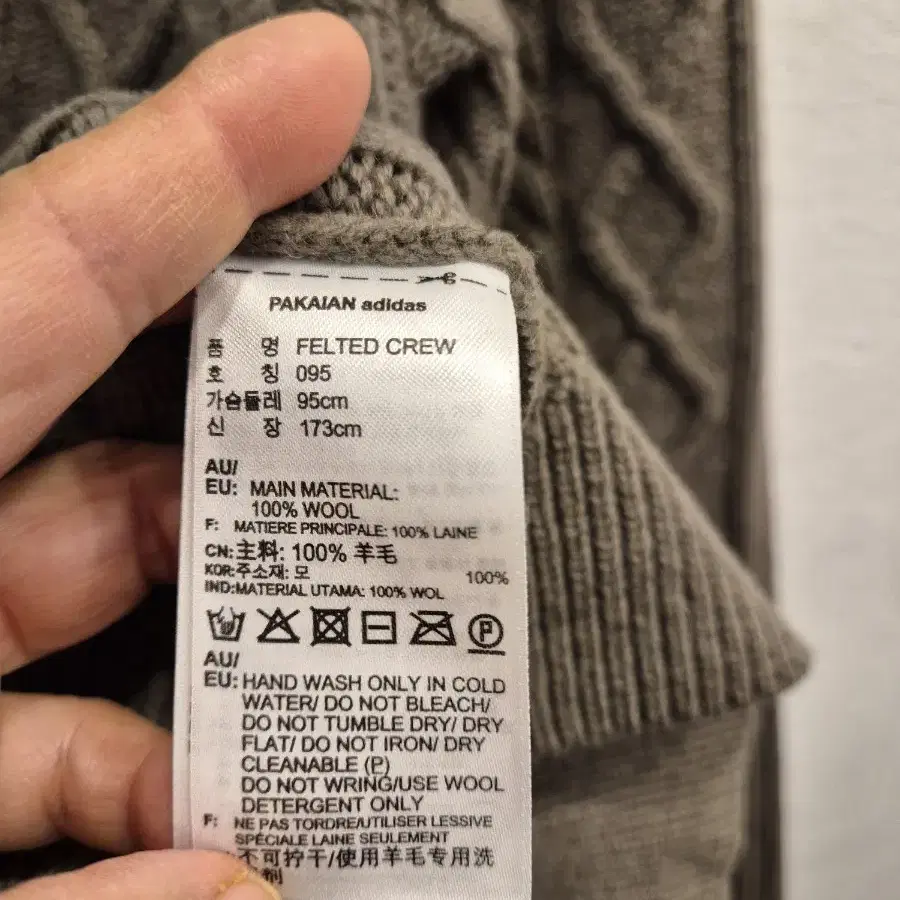 PAKAIAN adidas
품 명 FELTED CREW
호 칭 095
가슴둘레 95cm
신 장 173cm
AU/
EU: MAIN MATERIAL:
100% WOOL
F: MATIERE PRINCIPALE: 100% LAINE
CN: 主料: 100% 羊毛
KOR: 주소재: 모 100%
IND: MATERIAL UTAMA: 100% WOL
P
AU/
EU: HAND WASH ONLY IN COLD
WATER/ DO NOT BLEACH/
DO NOT TUMBLE DRY/ DRY
FLAT/ DO NOT IRON/ DRY
CLEANABLE (P)
DO NOT WRING/USE WOOL
DETERGENT ONLY
F: NE PAS TORDRE/UTILISER LESSIVE
SPÉCIALE LAINE SEULEMENT
不可拧干/使用羊毛专用洗